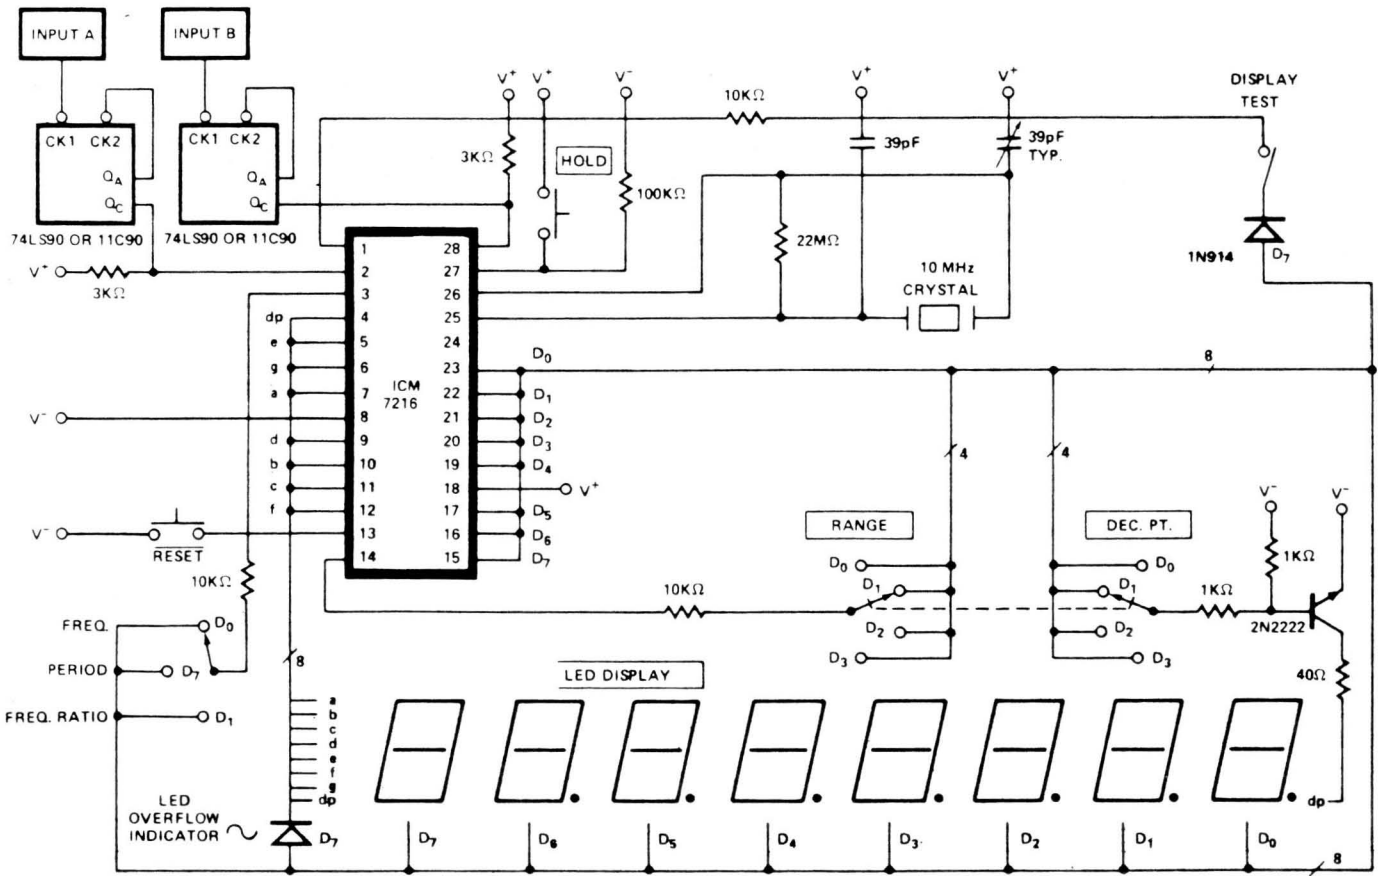 INPUT A
INPUT B
CK1 CK2
QA
QC
74LS90 OR 11C90
CK1 CK2
QA
QC
74LS90 OR 11C90
V+
3KΩ
V+
3KΩ
V+
HOLD
V-
100KΩ
10KΩ
V+
39pF
V+
39pF
TYP.
22MΩ
10 MHz
CRYSTAL
DISPLAY
TEST
1N914
D7
ICM
7216
1 28
2 27
3 26
4 25
5 24
6 23
7 22
8 21
9 20
10 19
11 18
12 17
13 16
14 15
dp
e
g
a
V-
d
b
c
f
V-
RESET
D0
D1
D2
D3
D4
V+
D5
D6
D7
8
4
4
10KΩ
FREQ. D0
PERIOD D7
FREQ. RATIO D1
8
10KΩ
RANGE
D0
D1
D2
D3
DEC. PT.
D0
D1
D2
D3
1KΩ
V-
1KΩ
V-
2N2222
40Ω
LED DISPLAY
a
b
c
d
e
f
g
dp
dp
LED
OVERFLOW
INDICATOR
D7
D7 D6 D5 D4 D3 D2 D1 D0
8